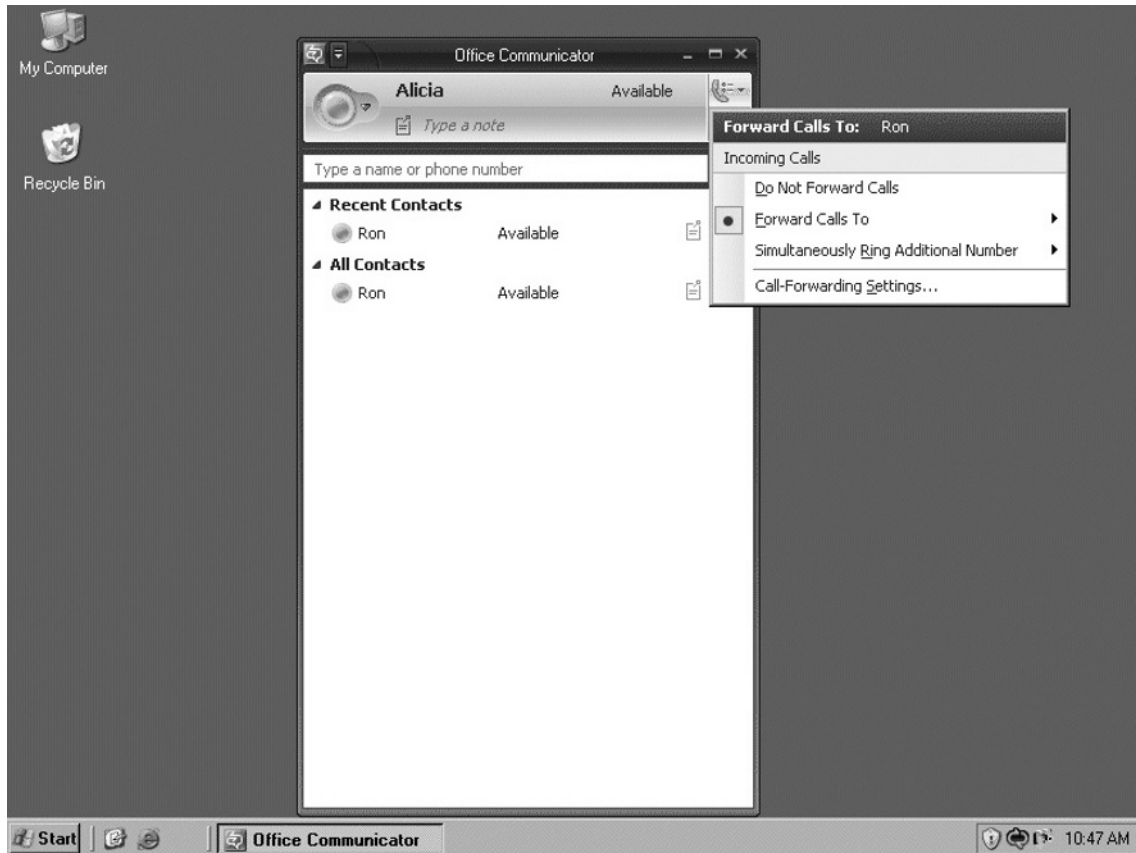 My Computer
Recycle Bin
Office Communicator
Alicia Available
Type a note
Type a name or phone number
Recent Contacts
Ron Available
All Contacts
Ron Available
Forward Calls To: Ron
Incoming Calls
Do Not Forward Calls
Forward Calls To
Simultaneously Ring Additional Number
Call-Forwarding Settings...
Start Office Communicator 10:47 AM